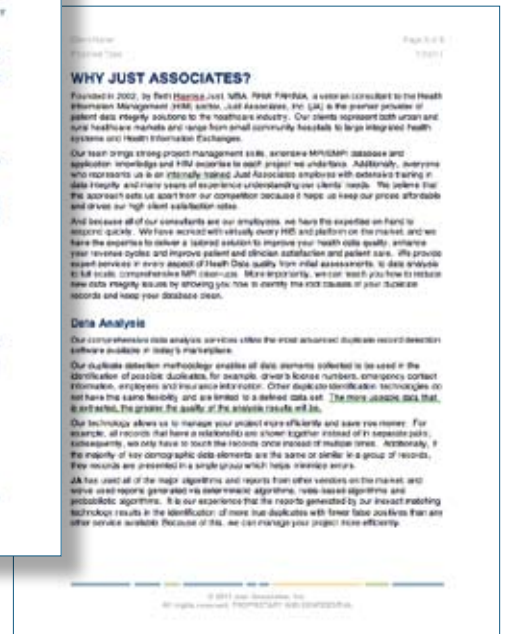 Client Name Page 5 of 8
Proposal Type
WHY JUST ASSOCIATES?
Founded in 2002, by Beth Haenke Just, MBA, RHIA, FAHIMA, a veteran consultant to the Health
Information Management (HIM) sector, Just Associates, Inc. (JA) is the premier provider of
patient data integrity solutions to the healthcare industry. Our clients represent both urban and
rural healthcare markets and range from small community hospitals to large integrated health
systems and Health Information Exchanges.
Our team brings strong project management skills, extensive MPI/EMPI database and
application knowledge and HIM expertise to each project we undertake. Additionally, everyone
who represents us is an internally trained Just Associates employee with extensive training in
data integrity and many years of experience understanding our clients' needs. We believe that
this approach sets us apart from our competition because it helps us keep our prices affordable
and drives our high client satisfaction rates.
And because all of our consultants are our employees, we have the expertise on hand to
respond quickly. We have worked with virtually every HIS and platform on the market, and we
have the expertise to deliver a tailored solution to improve your health data quality, enhance
your revenue cycles and improve patient and clinician satisfaction and patient care. We provide
expert services in every aspect of Heath Data quality from initial assessments, to data analysis
to full scale, comprehensive MPI clean-ups. More importantly, we can teach you how to reduce
new data integrity issues by showing you how to identify the root causes of your duplicate
records and keep your database clean.
Data Analysis
Our comprehensive data analysis services utilize the most advanced duplicate record detection
software available in today's marketplace.
Our duplicate detection methodology enables all data elements collected to be used in the
identification of possible duplicates, for example, driver's license numbers, emergency contact
information, employers and insurance information. Other duplicate identification technologies do
not have this same flexibility and are limited to a defined data set. The more useable data that
is extracted, the greater the quality of the analysis results will be.
Our technology allows us to manage your project more efficiently and save you money. For
example, all records that have a relationship are shown together instead of in separate pairs;
subsequently, we only have to touch the records once instead of multiple times. Additionally, if
the majority of key demographic data elements are the same or similar in a group of records,
they records are presented in a single group which helps minimize errors.
JA has used all of the major algorithms and reports from other vendors on the market, and
we've used reports generated via deterministic algorithms, rules-based algorithms and
probabilistic algorithms. It is our experience that the reports generated by our inexact matching
technology results in the identification of more true duplicates with fewer false positives than any
other service available. Because of this, we can manage your project more efficiently.
© 2011 Just Associates, Inc.
All rights reserved. PROPRIETARY AND CONFIDENTIAL